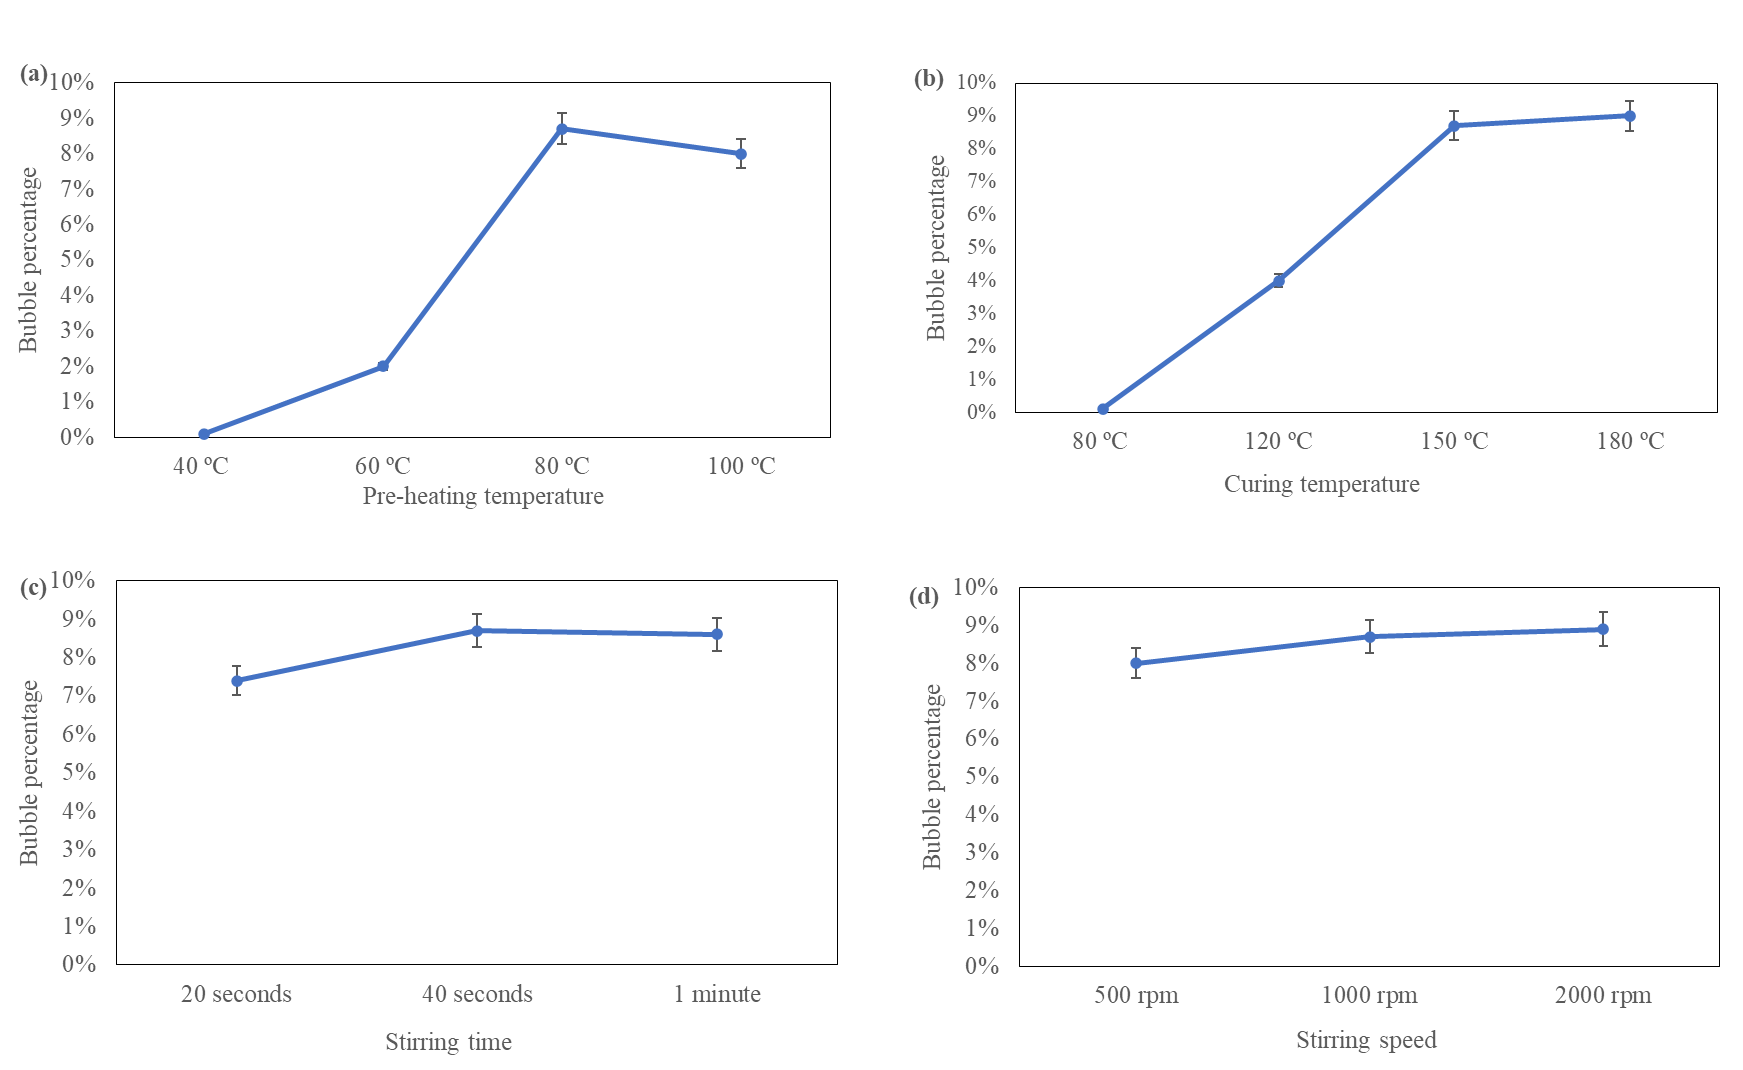 (a)
10%
9%
8%
7%
6%
5%
4%
3%
2%
1%
0%
Bubble percentage
40 ºC 60 ºC 80 ºC 100 ºC
Pre-heating temperature
(b)
10%
9%
8%
7%
6%
5%
4%
3%
2%
1%
0%
Bubble percentage
80 ºC 120 ºC 150 ºC 180 ºC
Curing temperature
(c)
10%
9%
8%
7%
6%
5%
4%
3%
2%
1%
0%
Bubble percentage
20 seconds 40 seconds 1 minute
Stirring time
(d)
10%
9%
8%
7%
6%
5%
4%
3%
2%
1%
0%
Bubble percentage
500 rpm 1000 rpm 2000 rpm
Stirring speed